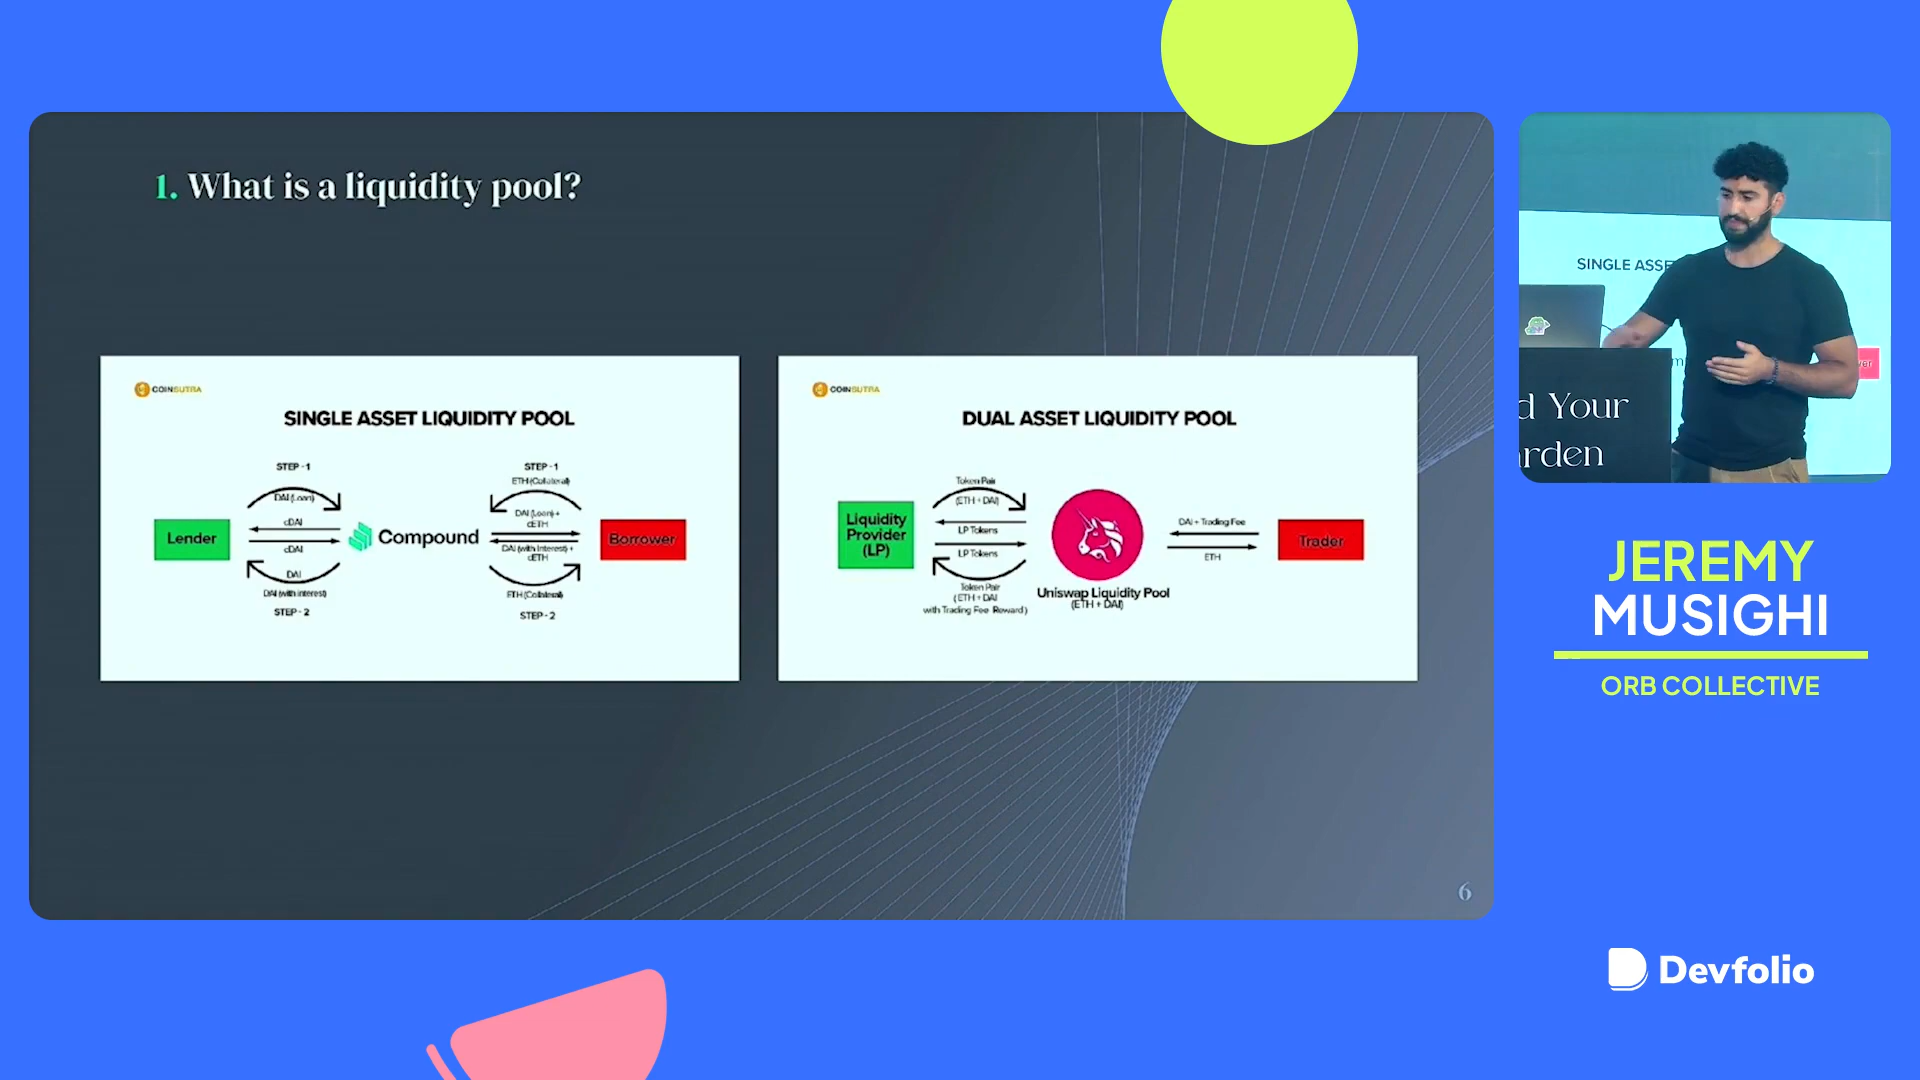 1. What is a liquidity pool?
COINSUTRA
SINGLE ASSET LIQUIDITY POOL
STEP - 1
DAI (Loan)
cDAI
cDAI
DAI
DAI (with interest)
STEP - 2
Lender
Compound
STEP - 1
ETH (Collateral)
DAI (Loan) +
cETH
DAI (with Interest) +
cETH
ETH (Collateral)
STEP - 2
Borrower
COINSUTRA
DUAL ASSET LIQUIDITY POOL
Liquidity
Provider
(LP)
Token Pair
(ETH + DAI)
LP Tokens
LP Tokens
Token Pair
(ETH + DAI
with Trading Fee Reward)
Uniswap Liquidity Pool
(ETH + DAI)
DAI + Trading Fee
ETH
Trader
6
SINGLE ASSE
d Your
arden
JEREMY
MUSIGHI
ORB COLLECTIVE
Devfolio